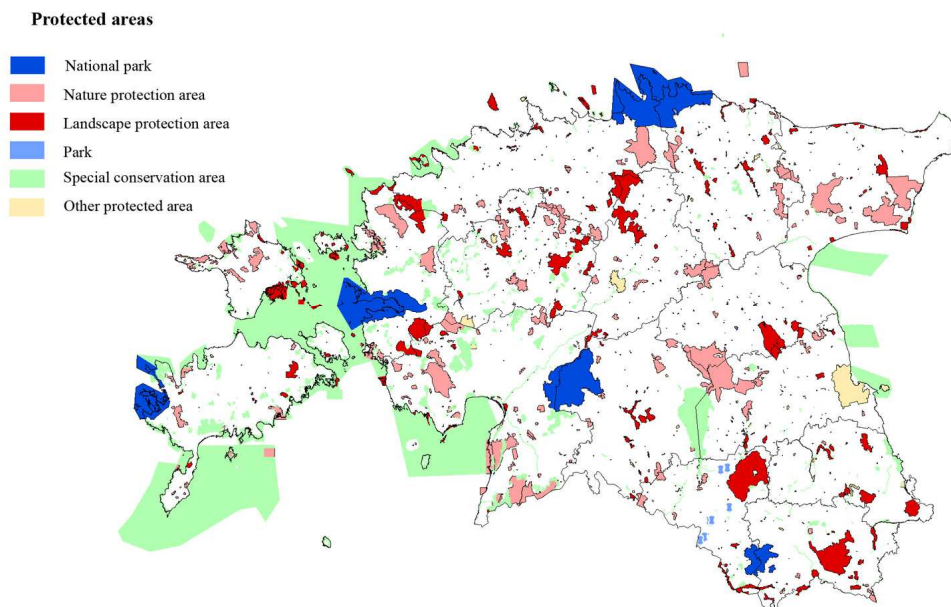 Protected areas
National park
Nature protection area
Landscape protection area
Park
Special conservation area
Other protected area